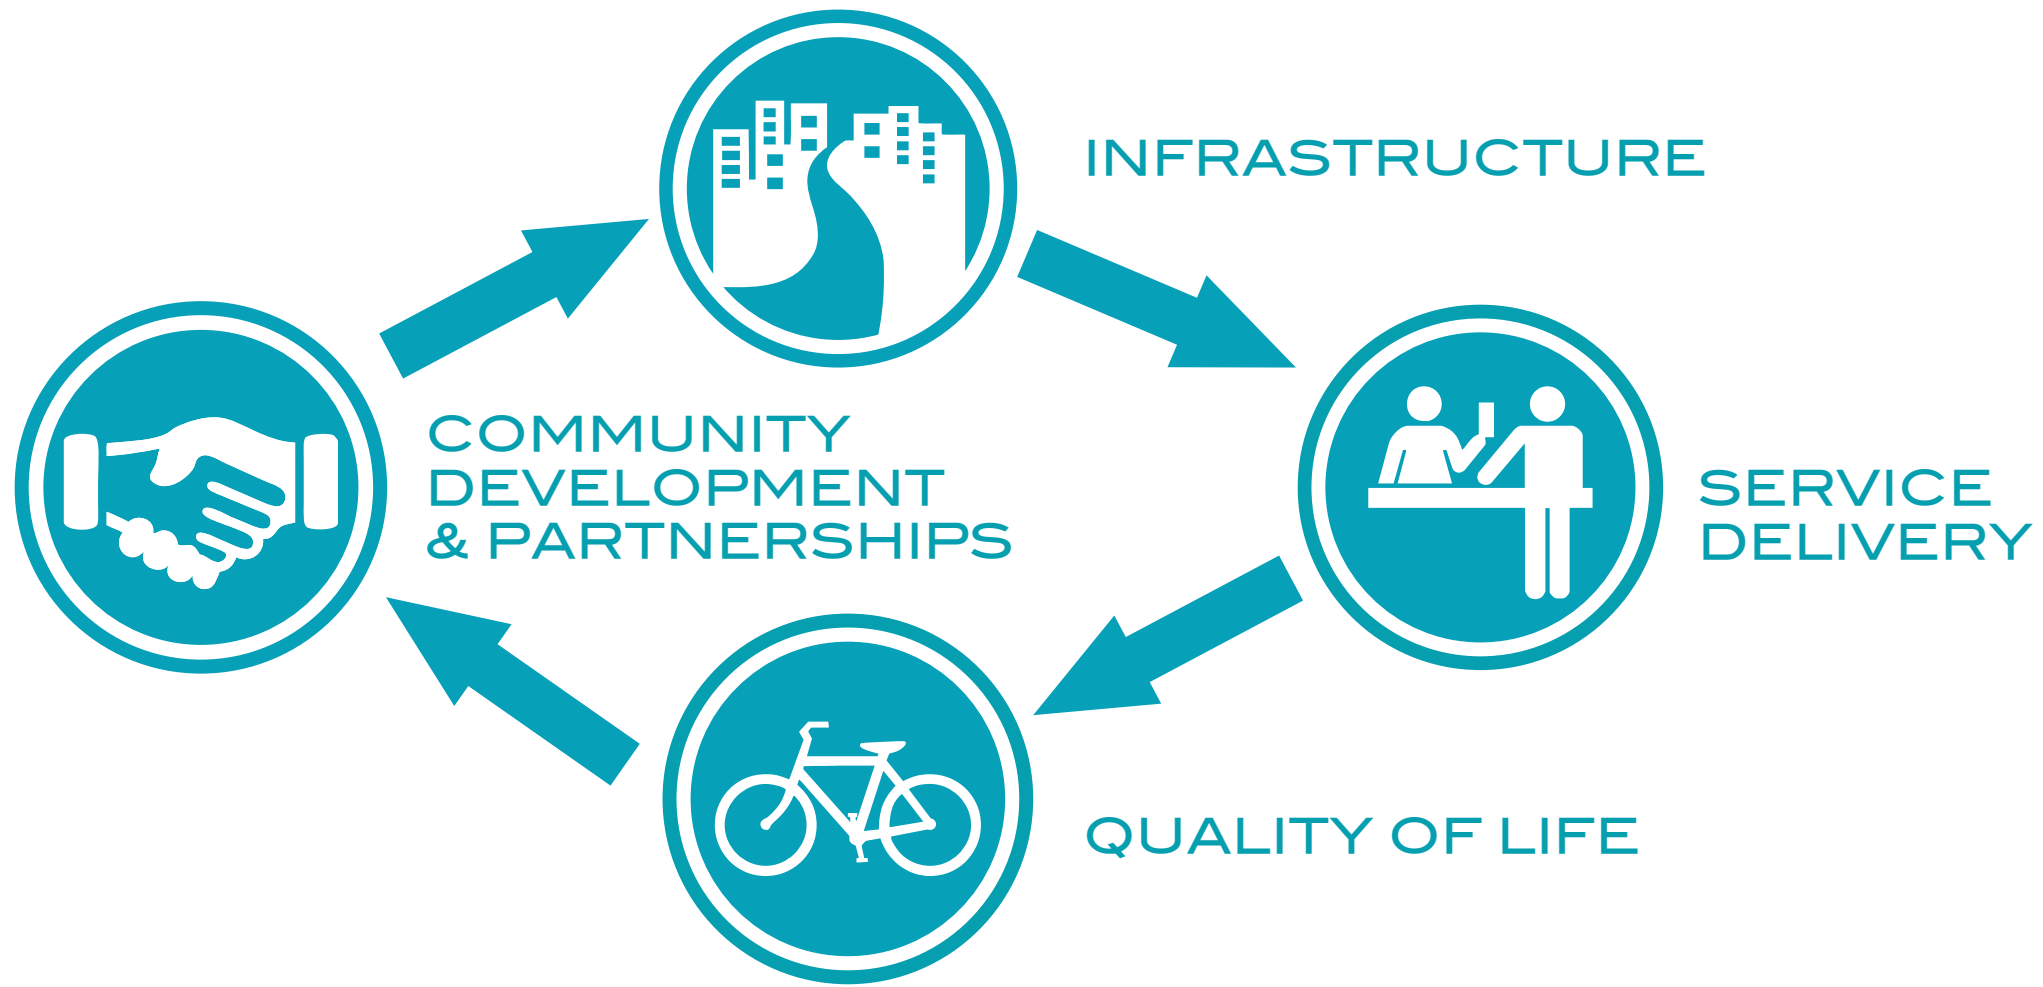 INFRASTRUCTURE
COMMUNITY
DEVELOPMENT
& PARTNERSHIPS
SERVICE
DELIVERY
QUALITY OF LIFE